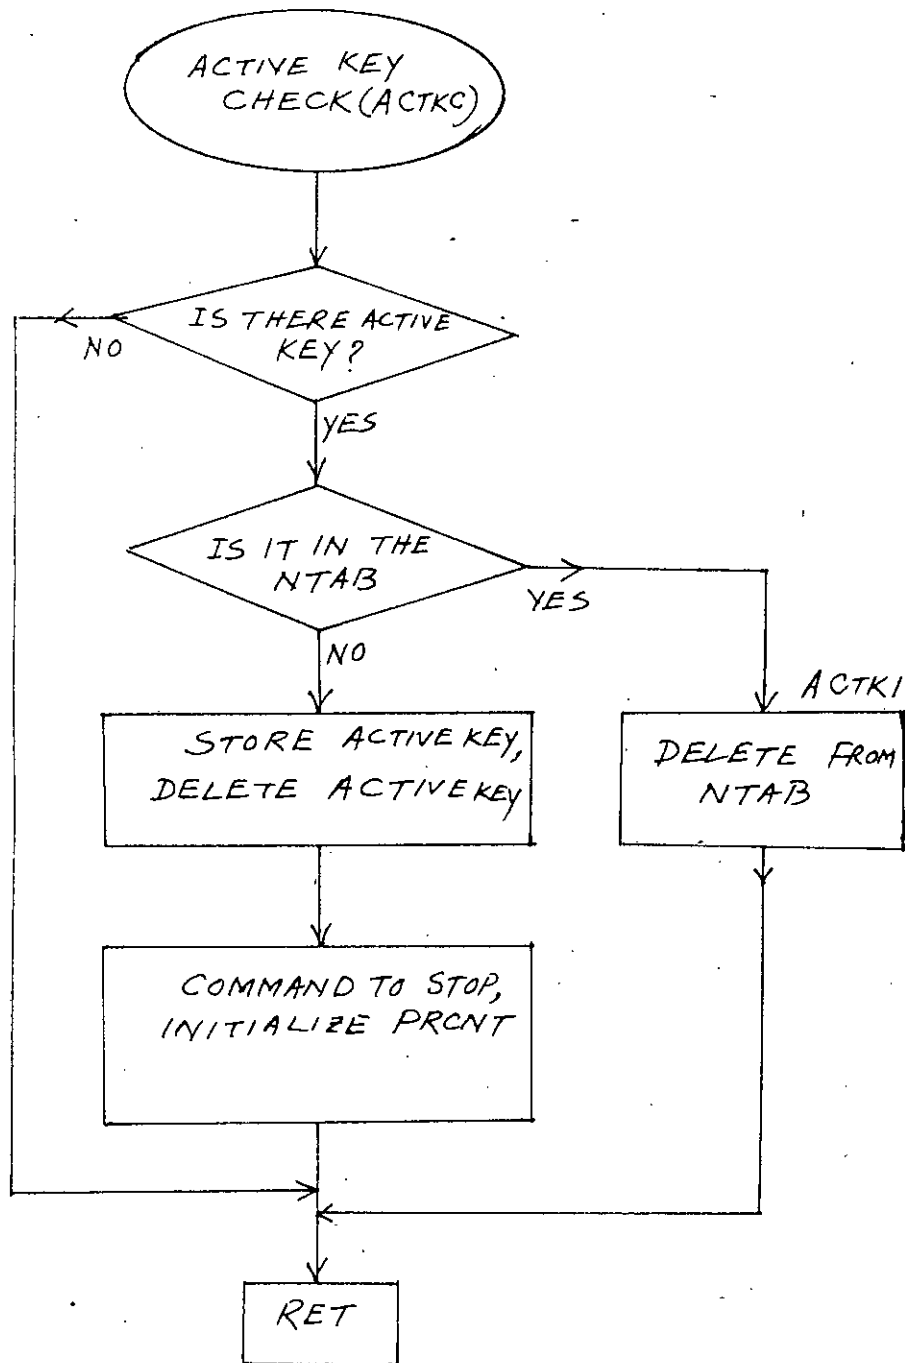 ACTIVE KEY
CHECK (ACTKC)
IS THERE ACTIVE
KEY?
NO
YES
IS IT IN THE
NTAB
YES
NO
ACTK1
STORE ACTIVE KEY,
DELETE ACTIVE KEY
DELETE FROM
NTAB
COMMAND TO STOP,
INITIALIZE PRCNT
RET